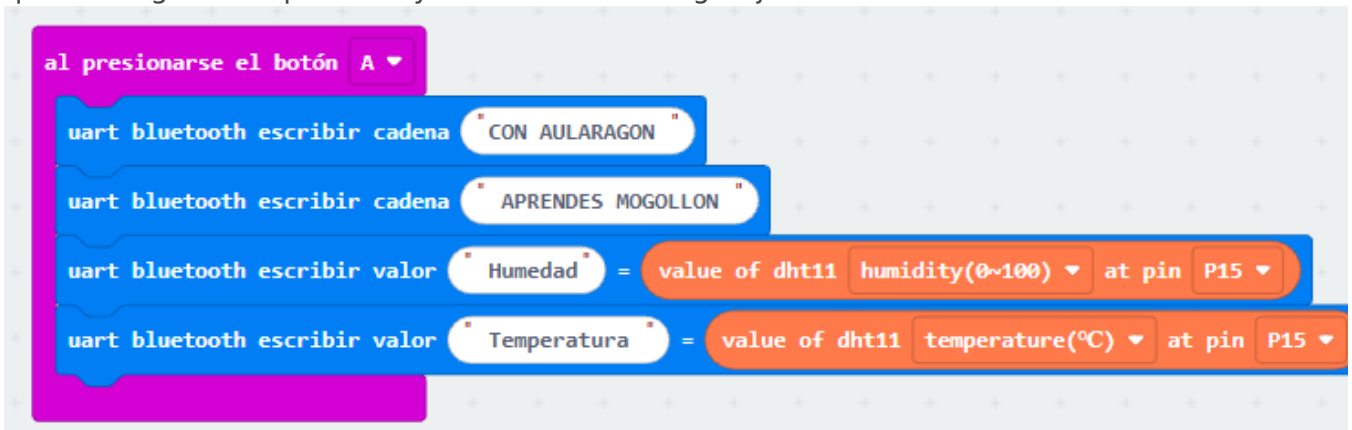 al presionarse el botón A
uart bluetooth escribir cadena "CON AULARAGON "
uart bluetooth escribir cadena " APRENDES MOGOLLON "
uart bluetooth escribir valor " Humedad" = value of dht11 humidity(0~100) at pin P15
uart bluetooth escribir valor " Temperatura " = value of dht11 temperature(ºC) at pin P15